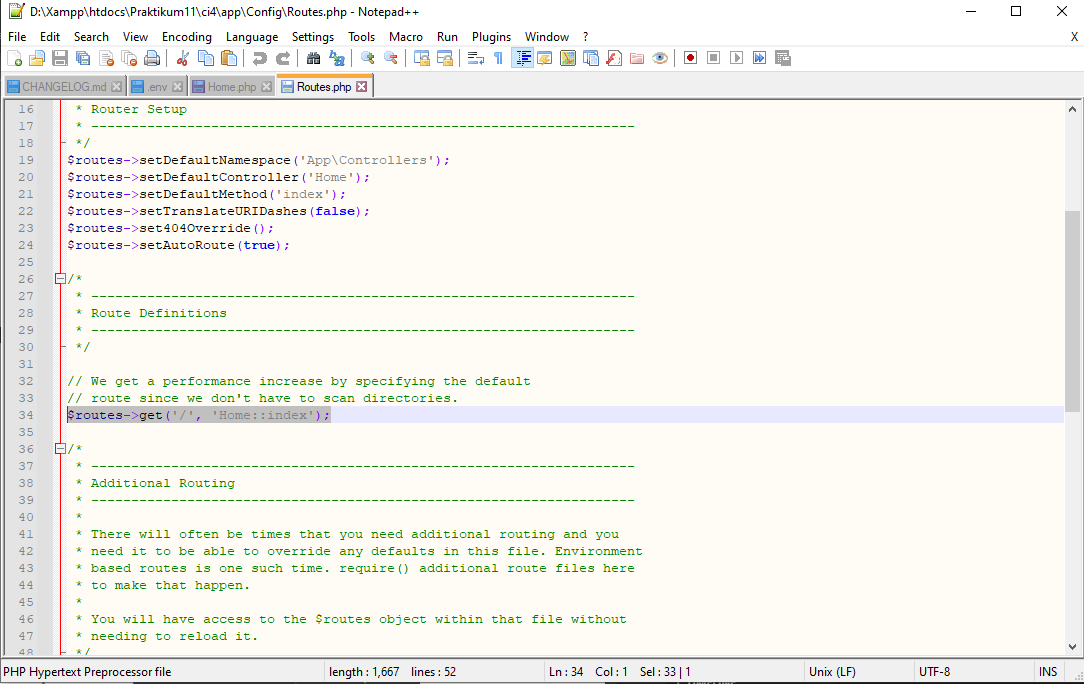 D:\Xampp\htdocs\Praktikum11\ci4\app\Config\Routes.php - Notepad++
File Edit Search View Encoding Language Settings Tools Macro Run Plugins Window ? X
CHANGELOG.md .env Home.php Routes.php
16 * Router Setup
17 * --------------------------------------------------------------------
18 */
19 $routes->setDefaultNamespace('App\Controllers');
20 $routes->setDefaultController('Home');
21 $routes->setDefaultMethod('index');
22 $routes->setTranslateURIDashes(false);
23 $routes->set404Override();
24 $routes->setAutoRoute(true);
25
26 /*
27 * --------------------------------------------------------------------
28 * Route Definitions
29 * --------------------------------------------------------------------
30 */
31
32 // We get a performance increase by specifying the default
33 // route since we don't have to scan directories.
34 $routes->get('/', 'Home::index');
35
36 /*
37 * --------------------------------------------------------------------
38 * Additional Routing
39 * --------------------------------------------------------------------
40 *
41 * There will often be times that you need additional routing and you
42 * need it to be able to override any defaults in this file. Environment
43 * based routes is one such time. require() additional route files here
44 * to make that happen.
45 *
46 * You will have access to the $routes object within that file without
47 * needing to reload it.
48 */
PHP Hypertext Preprocessor file length : 1,667 lines : 52 Ln : 34 Col : 1 Sel : 33 | 1 Unix (LF) UTF-8 INS